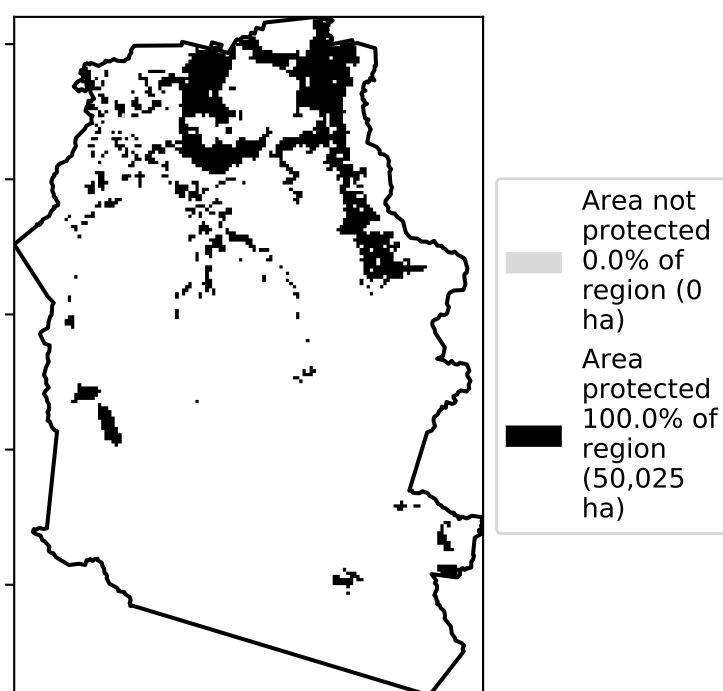 Area not
protected
0.0% of
region (0
ha)
Area
protected
100.0% of
region
(50,025
ha)